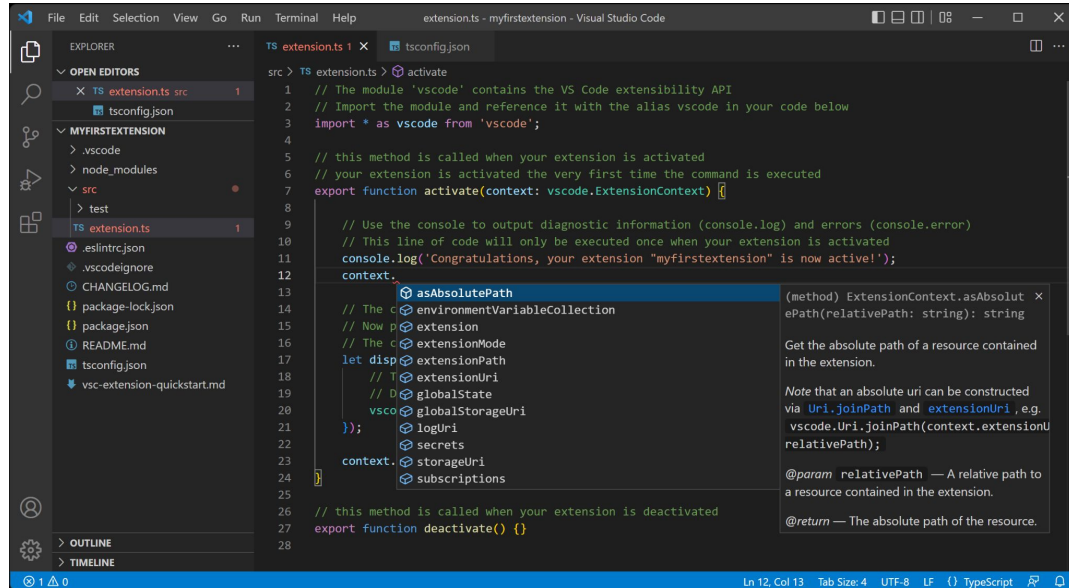 File Edit Selection View Go Run Terminal Help
extension.ts - myfirstextension - Visual Studio Code
EXPLORER
OPEN EDITORS
TS extension.ts src 1
tsconfig.json
MYFIRSTEXTENSION
.vscode
node_modules
src
test
TS extension.ts 1
.eslintrc.json
.vscodeignore
CHANGELOG.md
{} package-lock.json
{} package.json
README.md
TS tsconfig.json
vsc-extension-quickstart.md
OUTLINE
TIMELINE
TS extension.ts 1 tsconfig.json
src > TS extension.ts > activate
1 // The module 'vscode' contains the VS Code extensibility API
2 // Import the module and reference it with the alias vscode in your code below
3 import * as vscode from 'vscode';
4
5 // this method is called when your extension is activated
6 // your extension is activated the very first time the command is executed
7 export function activate(context: vscode.ExtensionContext) {
8
9 // Use the console to output diagnostic information (console.log) and errors (console.error)
10 // This line of code will only be executed once when your extension is activated
11 console.log('Congratulations, your extension "myfirstextension" is now active!');
12 context.
13
14 // The c
15 // Now p
16 // The c
17 let disp
18 // T
19 // D
20 vsco
21 });
22
23 context.
24 }
25
26 // this method is called when your extension is deactivated
27 export function deactivate() {}
28
asAbsolutePath
environmentVariableCollection
extension
extensionMode
extensionPath
extensionUri
globalState
globalStorageUri
logUri
secrets
storageUri
subscriptions
(method) ExtensionContext.asAbsolut
ePath(relativePath: string): string
Get the absolute path of a resource contained
in the extension.
Note that an absolute uri can be constructed
via Uri.joinPath and extensionUri , e.g.
vscode.Uri.joinPath(context.extensionU
relativePath);
@param relativePath — A relative path to
a resource contained in the extension.
@return — The absolute path of the resource.
1 0
Ln 12, Col 13 Tab Size: 4 UTF-8 LF {} TypeScript